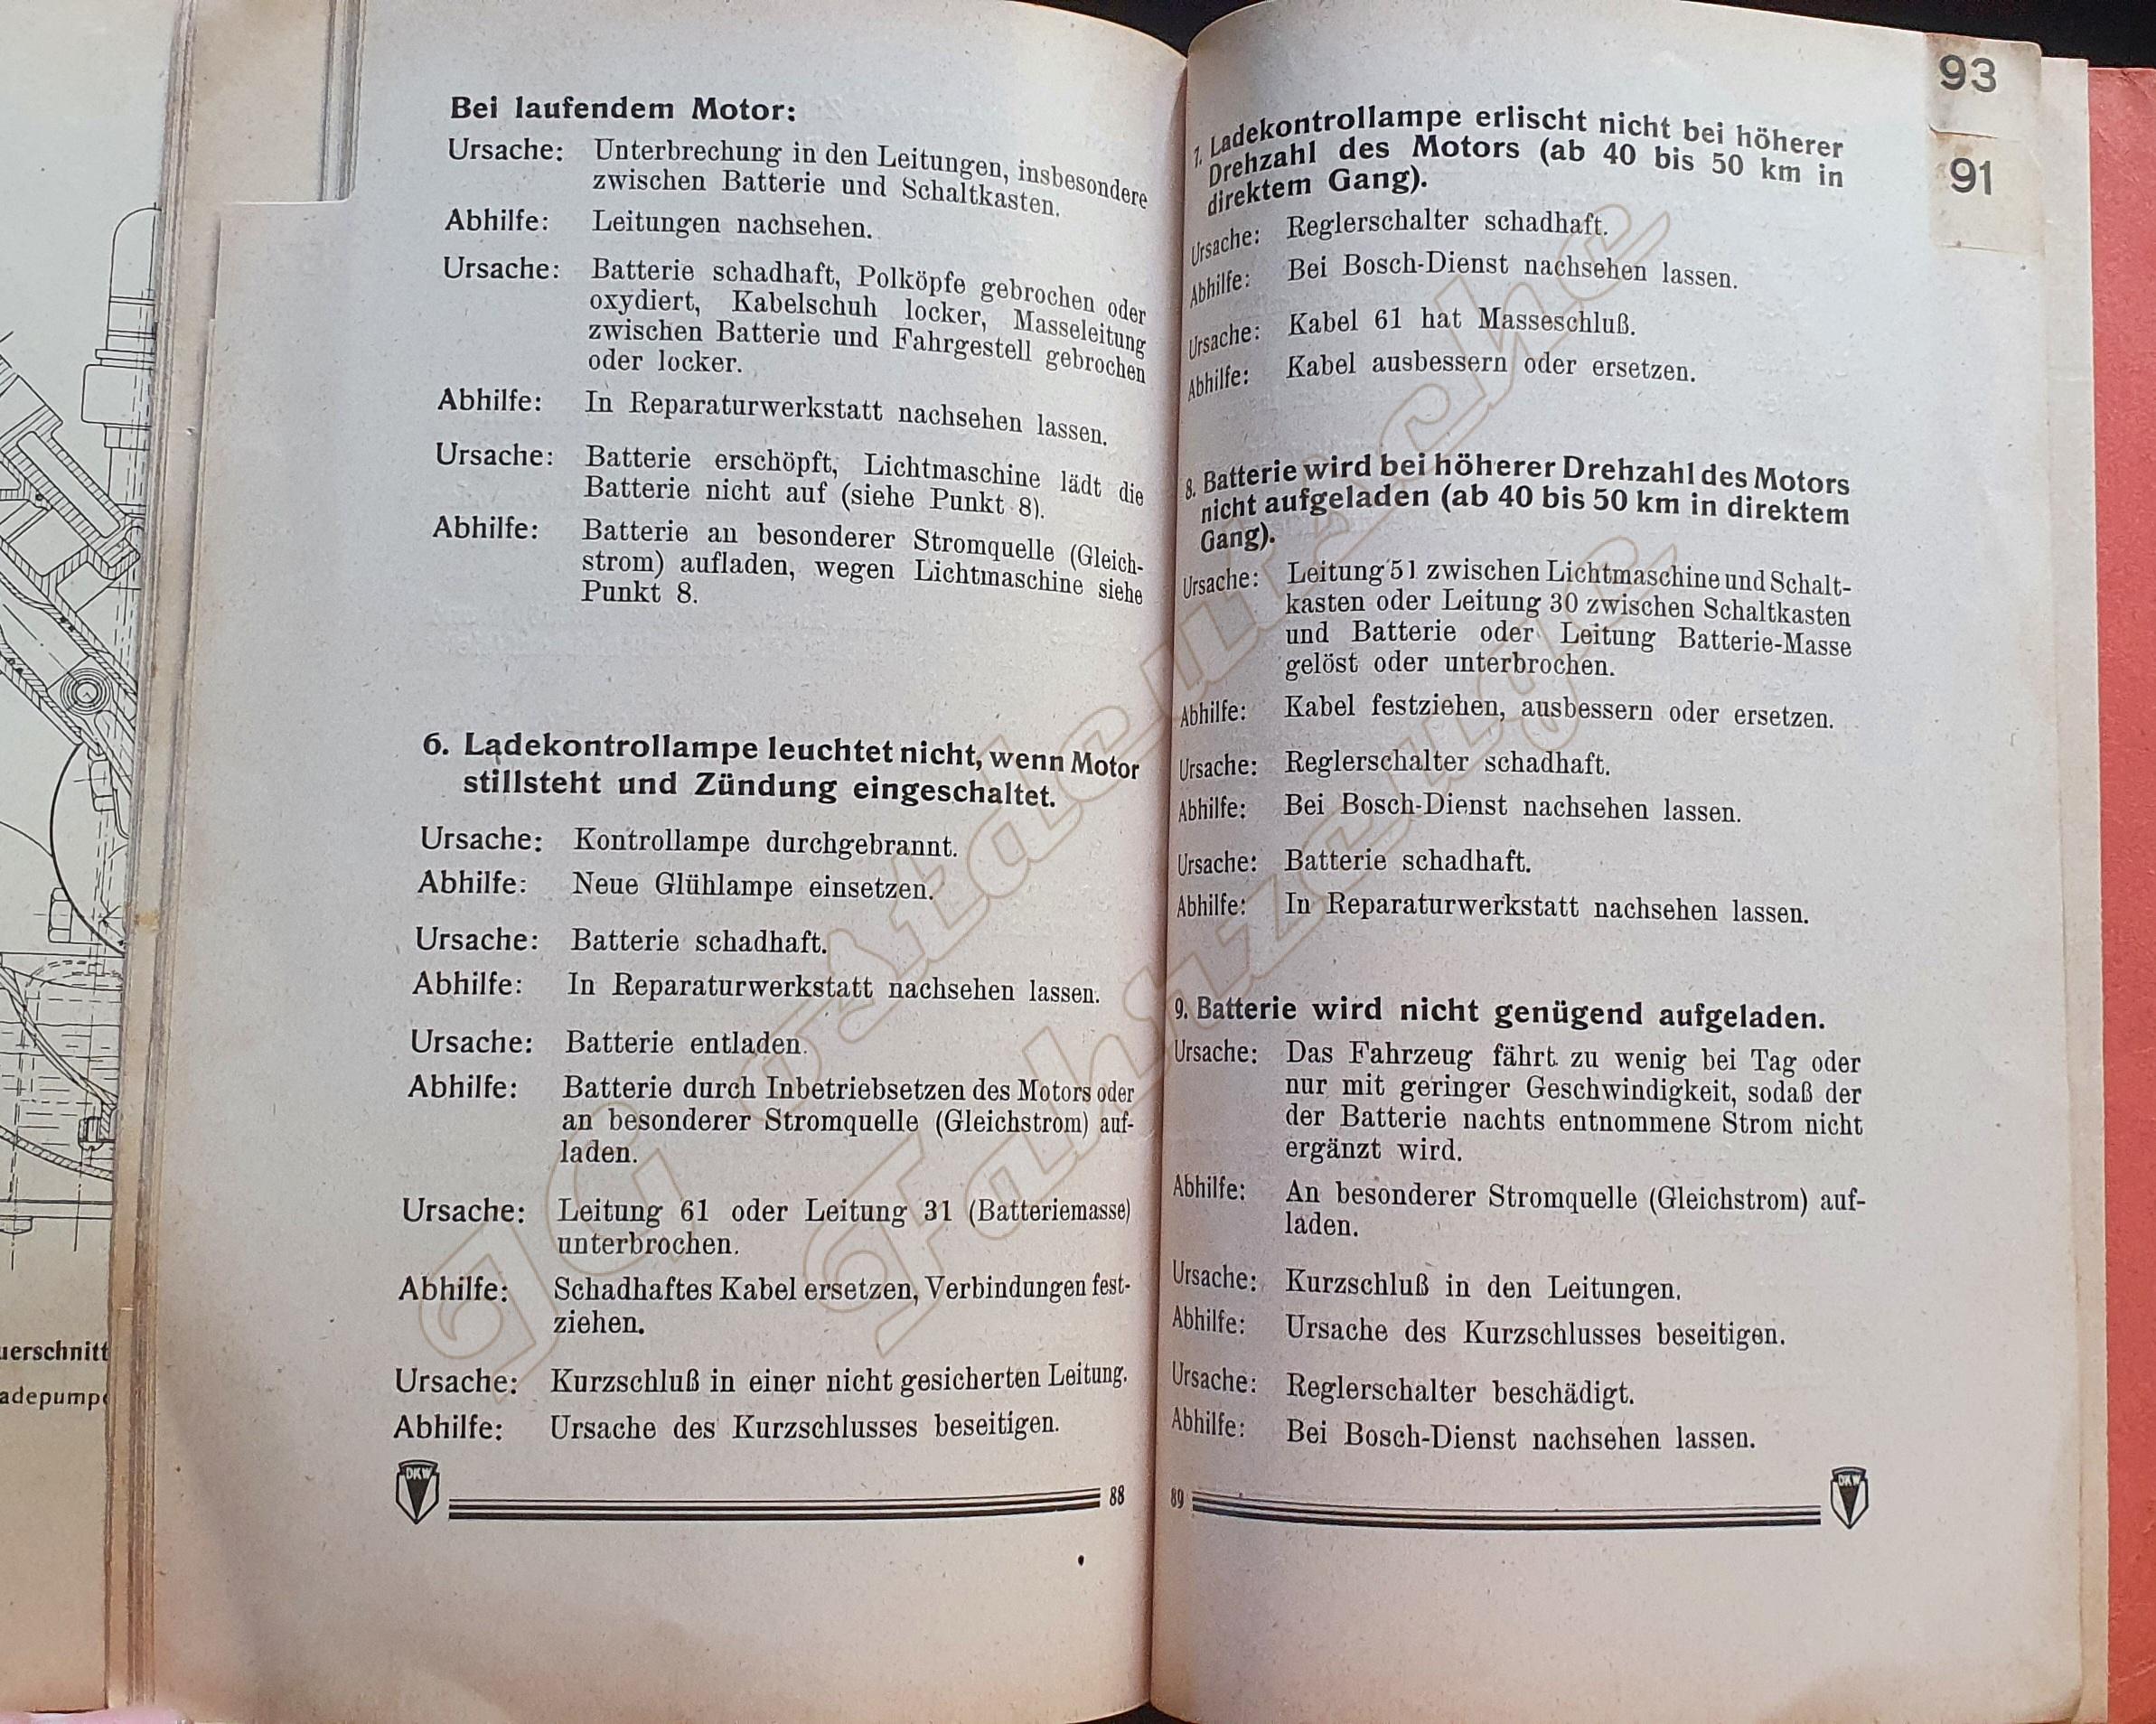 Bei laufendem Motor:
Ursache: Unterbrechung in den Leitungen, insbesondere
zwischen Batterie und Schaltkasten.
Abhilfe: Leitungen nachsehen.
Ursache: Batterie schadhaft, Polköpfe gebrochen oder
oxydiert, Kabelschuh locker, Masseleitung
zwischen Batterie und Fahrgestell gebrochen
oder locker.
Abhilfe: In Reparaturwerkstatt nachsehen lassen.
Ursache: Batterie erschöpft, Lichtmaschine lädt die
Batterie nicht auf (siehe Punkt 8).
Abhilfe: Batterie an besonderer Stromquelle (Gleich-
strom) aufladen, wegen Lichtmaschine siehe
Punkt 8.
6. Ladekontrollampe leuchtet nicht, wenn Motor
stillsteht und Zündung eingeschaltet.
Ursache: Kontrollampe durchgebrannt.
Abhilfe: Neue Glühlampe einsetzen.
Ursache: Batterie schadhaft.
Abhilfe: In Reparaturwerkstatt nachsehen lassen.
Ursache: Batterie entladen.
Abhilfe: Batterie durch Inbetriebsetzen des Motors oder
an besonderer Stromquelle (Gleichstrom) auf-
laden.
Ursache: Leitung 61 oder Leitung 31 (Batteriemasse)
unterbrochen.
Abhilfe: Schadhaftes Kabel ersetzen, Verbindungen fest-
ziehen.
Ursache: Kurzschluß in einer nicht gesicherten Leitung.
Abhilfe: Ursache des Kurzschlusses beseitigen.
DKW
88
uerschnitt
adepump
93
91
7. Ladekontrollampe erlischt nicht bei höherer
Drehzahl des Motors (ab 40 bis 50 km in
direktem Gang).
Ursache: Reglerschalter schadhaft.
Abhilfe: Bei Bosch-Dienst nachsehen lassen.
Ursache: Kabel 61 hat Masseschluß.
Abhilfe: Kabel ausbessern oder ersetzen.
8. Batterie wird bei höherer Drehzahl des Motors
nicht aufgeladen (ab 40 bis 50 km in direktem
Gang).
Ursache: Leitung 51 zwischen Lichtmaschine und Schalt-
kasten oder Leitung 30 zwischen Schaltkasten
und Batterie oder Leitung Batterie-Masse
gelöst oder unterbrochen.
Abhilfe: Kabel festziehen, ausbessern oder ersetzen.
Ursache: Reglerschalter schadhaft.
Abhilfe: Bei Bosch-Dienst nachsehen lassen.
Ursache: Batterie schadhaft.
Abhilfe: In Reparaturwerkstatt nachsehen lassen.
9. Batterie wird nicht genügend aufgeladen.
Ursache: Das Fahrzeug fährt zu wenig bei Tag oder
nur mit geringer Geschwindigkeit, sodaß der
der Batterie nachts entnommene Strom nicht
ergänzt wird.
Abhilfe: An besonderer Stromquelle (Gleichstrom) auf-
laden.
Ursache: Kurzschluß in den Leitungen.
Abhilfe: Ursache des Kurzschlusses beseitigen.
Ursache: Reglerschalter beschädigt.
Abhilfe: Bei Bosch-Dienst nachsehen lassen.
89
DKW
Fahrzeuge